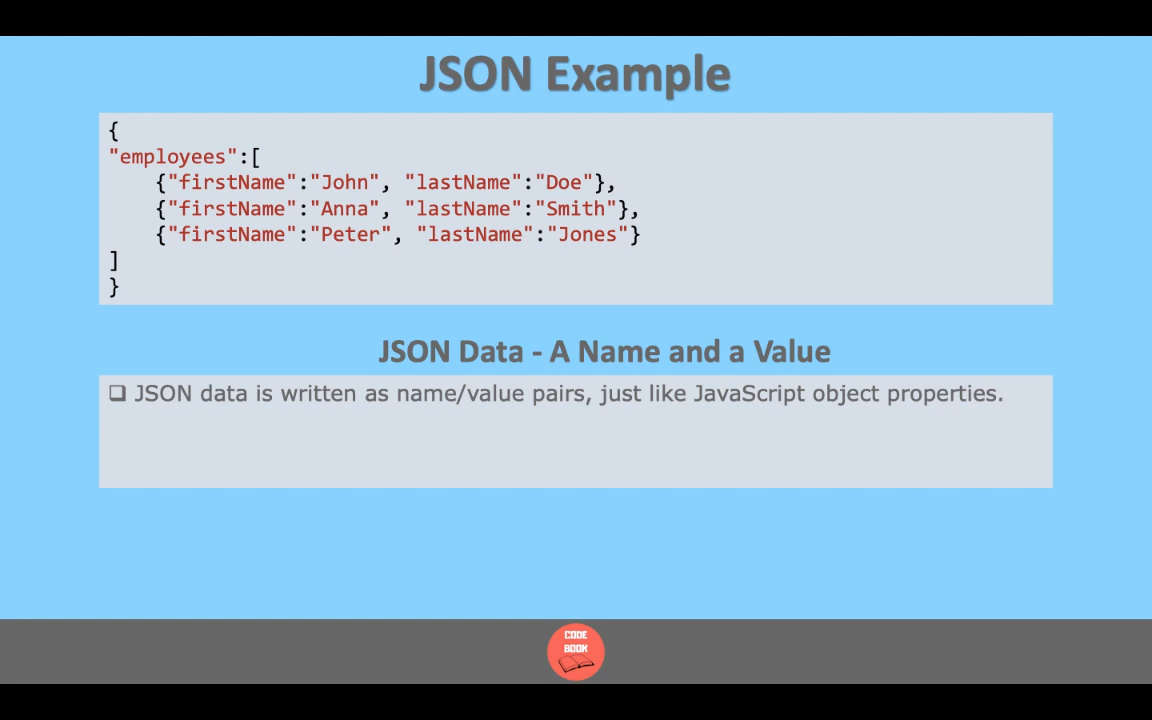 JSON Example
{
"employees":[
    {"firstName":"John", "lastName":"Doe"},
    {"firstName":"Anna", "lastName":"Smith"},
    {"firstName":"Peter", "lastName":"Jones"}
]
}
JSON Data - A Name and a Value
❑ JSON data is written as name/value pairs, just like JavaScript object properties.
CODE
BOOK